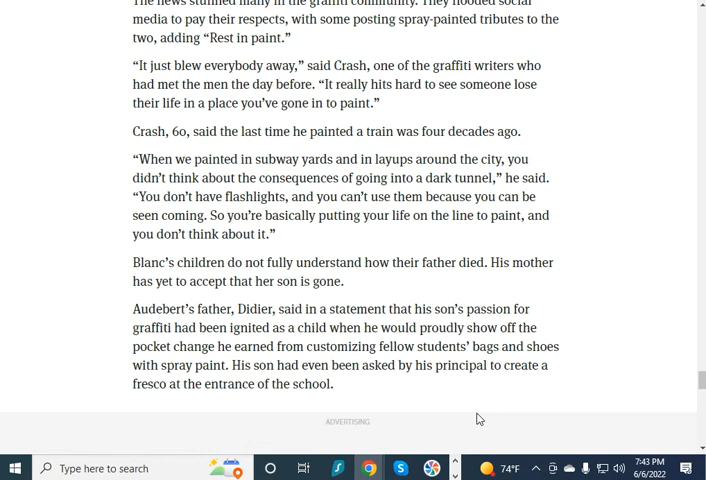 The news stunned many in the graffiti community. They flooded social
media to pay their respects, with some posting spray-painted tributes to the
two, adding “Rest in paint.”
“It just blew everybody away,” said Crash, one of the graffiti writers who
had met the men the day before. “It really hits hard to see someone lose
their life in a place you’ve gone in to paint.”
Crash, 60, said the last time he painted a train was four decades ago.
“When we painted in subway yards and in layups around the city, you
didn’t think about the consequences of going into a dark tunnel,” he said.
“You don’t have flashlights, and you can’t use them because you can be
seen coming. So you’re basically putting your life on the line to paint, and
you don’t think about it.”
Blanc’s children do not fully understand how their father died. His mother
has yet to accept that her son is gone.
Audebert’s father, Didier, said in a statement that his son’s passion for
graffiti had been ignited as a child when he would proudly show off the
pocket change he earned from customizing fellow students’ bags and shoes
with spray paint. His son had even been asked by his principal to create a
fresco at the entrance of the school.
ADVERTISING
Type here to search
74°F
7:43 PM
6/6/2022